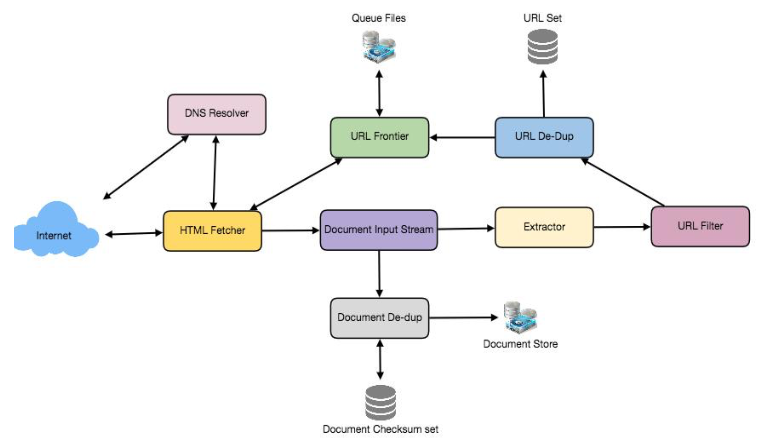 Queue Files
URL Set
DNS Resolver
URL Frontier
URL De-Dup
Internet
HTML Fetcher
Document Input Stream
Extractor
URL Filter
Document De-dup
Document Store
Document Checksum set